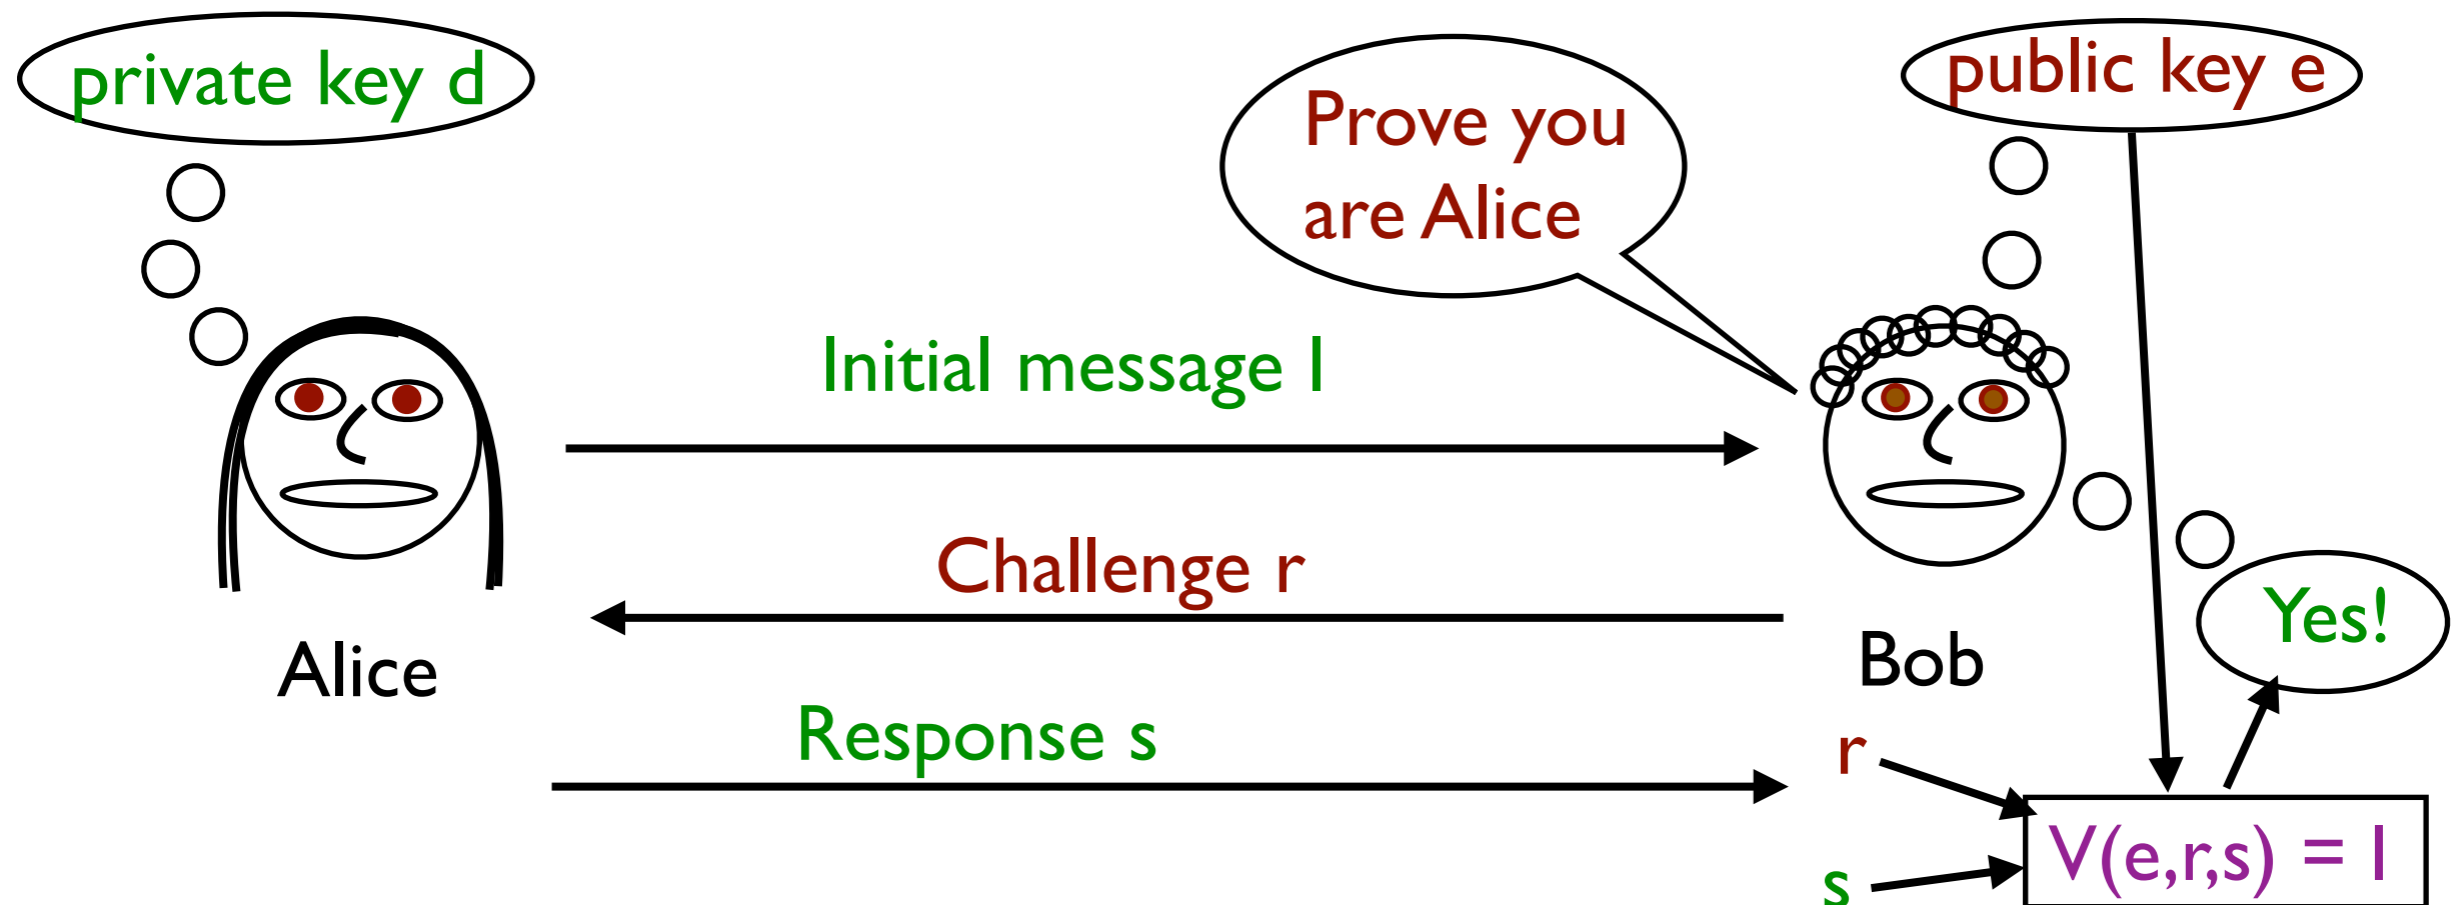 private key d
public key e
Prove you
are Alice
Initial message I
Challenge r
Alice
Bob
Yes!
Response s
r
V(e,r,s) = I
s